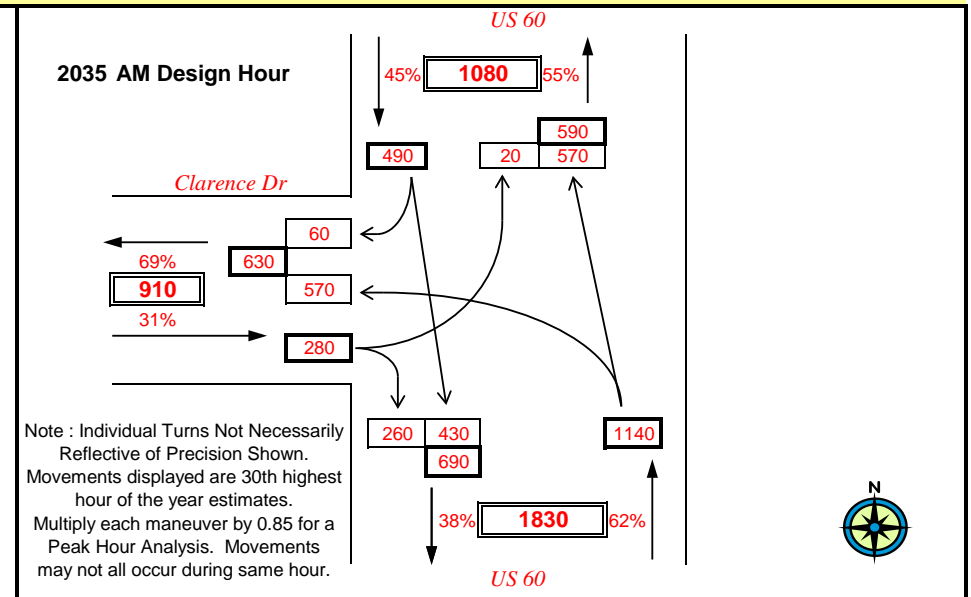 US 60
2035 AM Design Hour
45% 1080 55%
590
490 20 570
Clarence Dr
60
69% 630
910 570
31%
280
Note : Individual Turns Not Necessarily
Reflective of Precision Shown.
Movements displayed are 30th highest
hour of the year estimates.
Multiply each maneuver by 0.85 for a
Peak Hour Analysis. Movements
may not all occur during same hour.
260 430 1140
690
38% 1830 62%
N
US 60